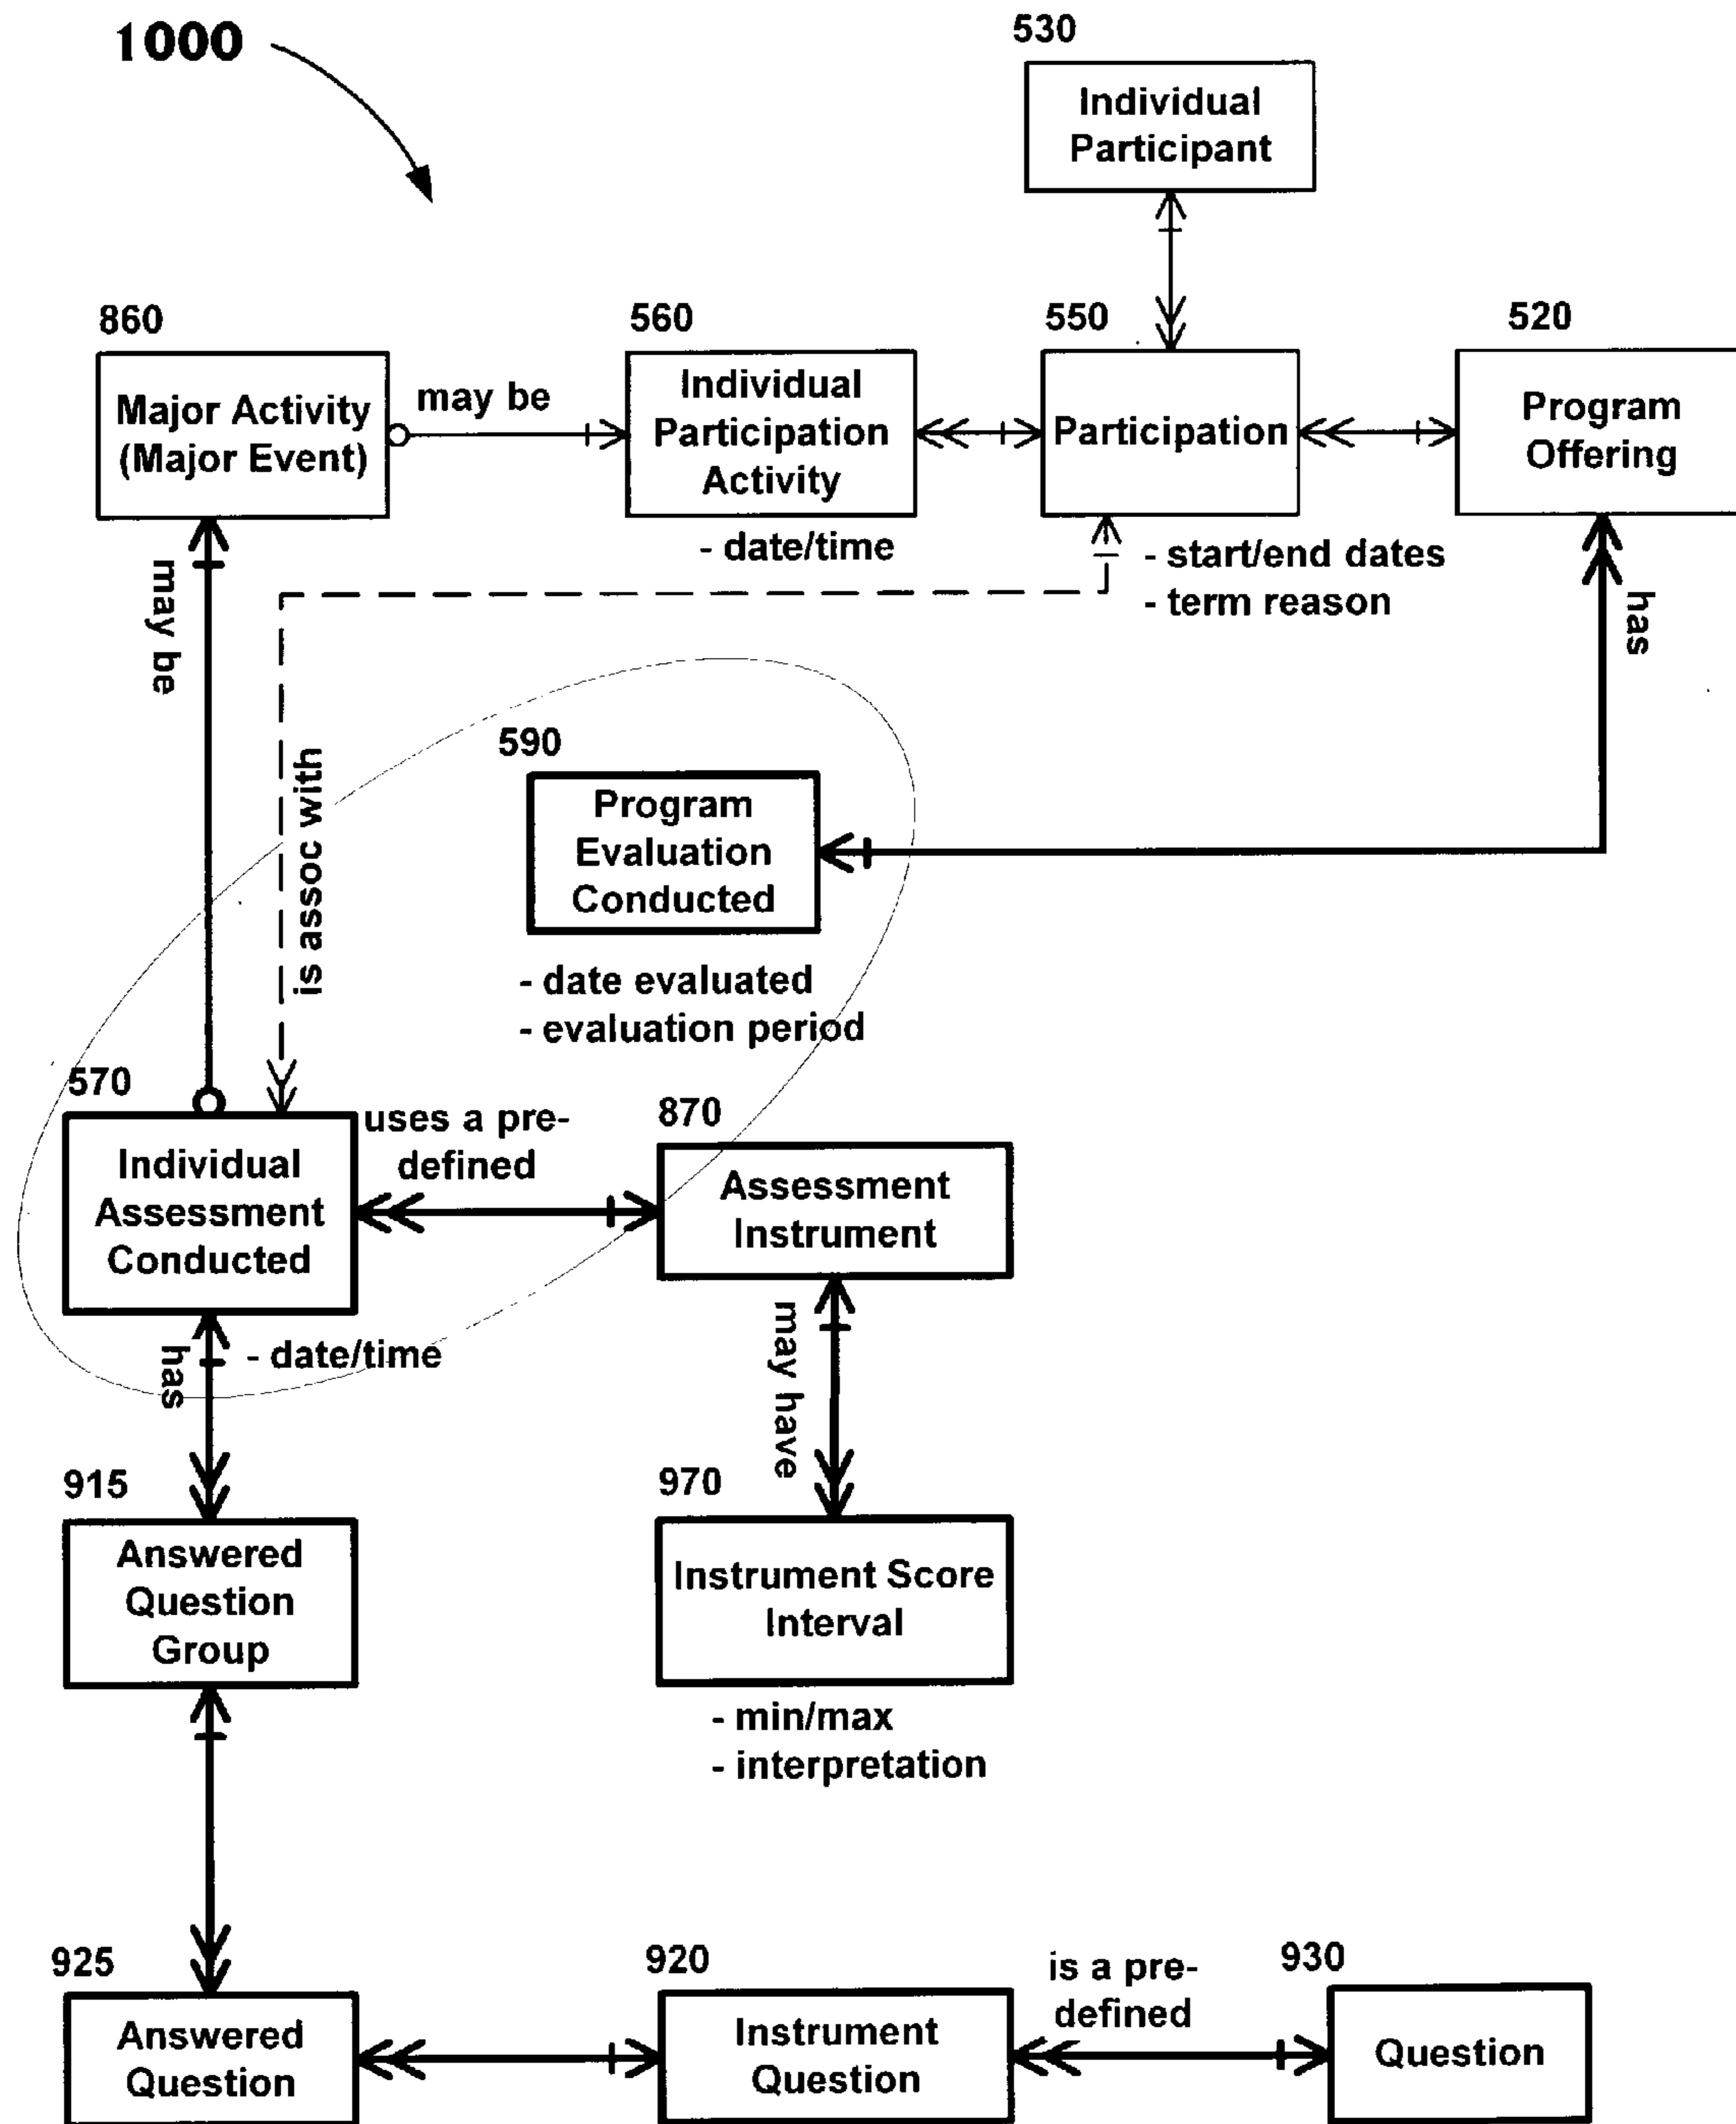 1000
530
Individual
Participant
860
Major Activity
(Major Event)
may be
560
Individual
Participation
Activity
- date/time
550
Participation
- start/end dates
- term reason
520
Program
Offering
has
may be
is assoc with
590
Program
Evaluation
Conducted
- date evaluated
- evaluation period
570
Individual
Assessment
Conducted
- date/time
uses a pre-
defined
870
Assessment
Instrument
has
may have
915
Answered
Question
Group
970
Instrument Score
Interval
- min/max
- interpretation
925
Answered
Question
920
Instrument
Question
is a pre-
defined
930
Question